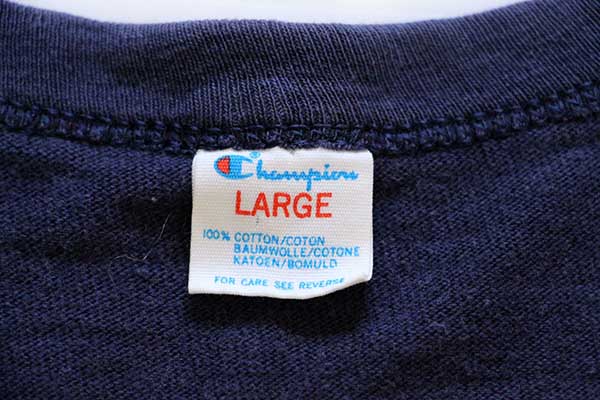 Champion
LARGE
100% COTTON/COTON
BAUMWOLLE/COTONE
KATOEN/BOMULD
FOR CARE SEE REVERSE